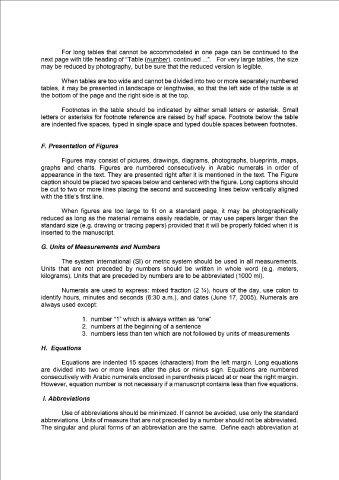 For long tables that cannot be accommodated in one page can be continued to the
next page with title heading of "Table (number). continued ...". For very large tables, the size
may be reduced by photography, but be sure that the reduced version is legible.
When tables are too wide and cannot be divided into two or more separately numbered
tables, it may be presented in landscape or lengthwise, so that the left side of the table is at
the bottom of the page and the right side is at the top.
Footnotes in the table should be indicated by either small letters or asterisk. Small
letters or asterisks for footnote reference are raised by half space. Footnote below the table
are indented five spaces, typed in single space and typed double spaces between footnotes.
F. Presentation of Figures
Figures may consist of pictures, drawings, diagrams, photographs, blueprints, maps,
graphs and charts. Figures are numbered consecutively in Arabic numerals in order of
appearance in the text. They are presented right after it is mentioned in the text. The Figure
caption should be placed two spaces below and centered with the figure. Long captions should
be cut to two or more lines placing the second and succeeding lines below vertically aligned
with the title's first line.
When figures are too large to fit on a standard page, it may be photographically
reduced as long as the material remains easily readable, or may use papers larger than the
standard size (e.g. drawing or tracing papers) provided that it will be properly folded when it is
inserted to the manuscript.
G. Units of Measurements and Numbers
The system international (SI) or metric system should be used in all measurements.
Units that are not preceded by numbers should be written in whole word (e.g. meters,
kilograms). Units that are preceded by numbers are to be abbreviated (1000 ml).
Numerals are used to express: mixed fraction (2 ¼), hours of the day, use colon to
identify hours, minutes and seconds (6:30 a.m.), and dates (June 17, 2005). Numerals are
always used except:
1. number "1" which is always written as "one"
2. numbers at the beginning of a sentence
3. numbers less than ten which are not followed by units of measurements
H. Equations
Equations are indented 15 spaces (characters) from the left margin. Long equations
are divided into two or more lines after the plus or minus sign. Equations are numbered
consecutively with Arabic numerals enclosed in parenthesis placed at or near the right margin.
However, equation number is not necessary if a manuscript contains less than five equations.
I. Abbreviations
Use of abbreviations should be minimized. If cannot be avoided, use only the standard
abbreviations. Units of measure that are not preceded by a number should not be abbreviated.
The singular and plural forms of an abbreviation are the same. Define each abbreviation at